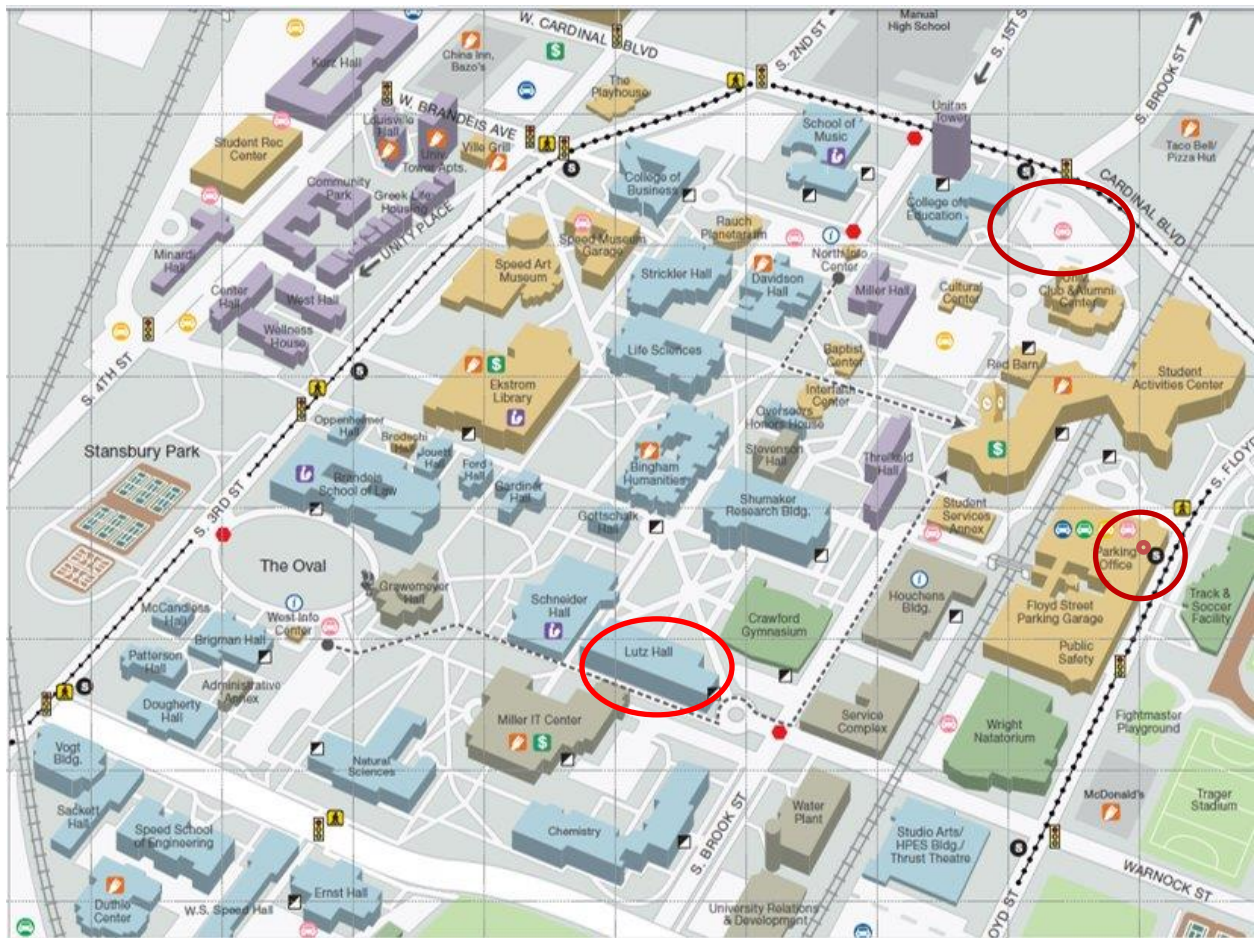 W. CARDINAL BLVD
S. 2ND ST
Manual
High School
S. 1ST ST
S. BROOK ST
Kurz Hall
China Inn,
Bazo's
$
The
Playhouse
W. BRANDEIS AVE
Louisville
Hall
Univ.
Tower Apts.
Ville Grill
Student Rec
Center
School of
Music
Unitas
Tower
Taco Bell/
Pizza Hut
CARDINAL BLVD
S
College of
Business
College of
Education
Community
Park
Greek Life
Housing
UNITY PLACE
Minardi
Hall
Center
Hall
West Hall
Wellness
House
Speed Museum
Garage
Speed Art
Museum
Rauch
Planetarium
i
North Info
Center
Strickler Hall
Davidson
Hall
Miller Hall
Cultural
Center
Univ.
Club & Alumni
Center
S. 4TH ST
S
Life Sciences
Baptist
Center
Red Barn
Student
Activities Center
$
Ekstrom
Library
Interfaith
Center
Overseers
Honors House
Stevenson
Hall
Threlkeld
Hall
$
Oppenheimer
Hall
Brodschi
Hall
Jouett
Hall
Ford
Hall
Gardiner
Hall
Brandeis
School of Law
Bingham
Humanities
Shumaker
Research Bldg.
Gottschalk
Hall
Stansbury Park
S. 3RD ST
S. FLOYD
Student
Services
Annex
Parking
Office
S
The Oval
Grawemeyer
Hall
Schneider
Hall
Crawford
Gymnasium
i
Houchens
Bldg.
Floyd Street
Parking Garage
Public
Safety
Track &
Soccer
Facility
McCandless
Hall
Brigman Hall
i
West Info
Center
Patterson
Hall
Administrative
Annex
Dougherty
Hall
S
Lutz Hall
Miller IT Center
$
Service
Complex
Wright
Natatorium
Fightmaster
Playground
Vogt
Bldg.
Natural
Sciences
McDonald's
Trager
Stadium
Sackett
Hall
Speed School
of Engineering
Chemistry
S. BROOK ST
Water
Plant
Studio Arts/
HPES Bldg./
Thrust Theatre
S
WARNOCK ST
Duthie
Center
W.S. Speed Hall
Ernst Hall
University Relations
& Development
OYD ST